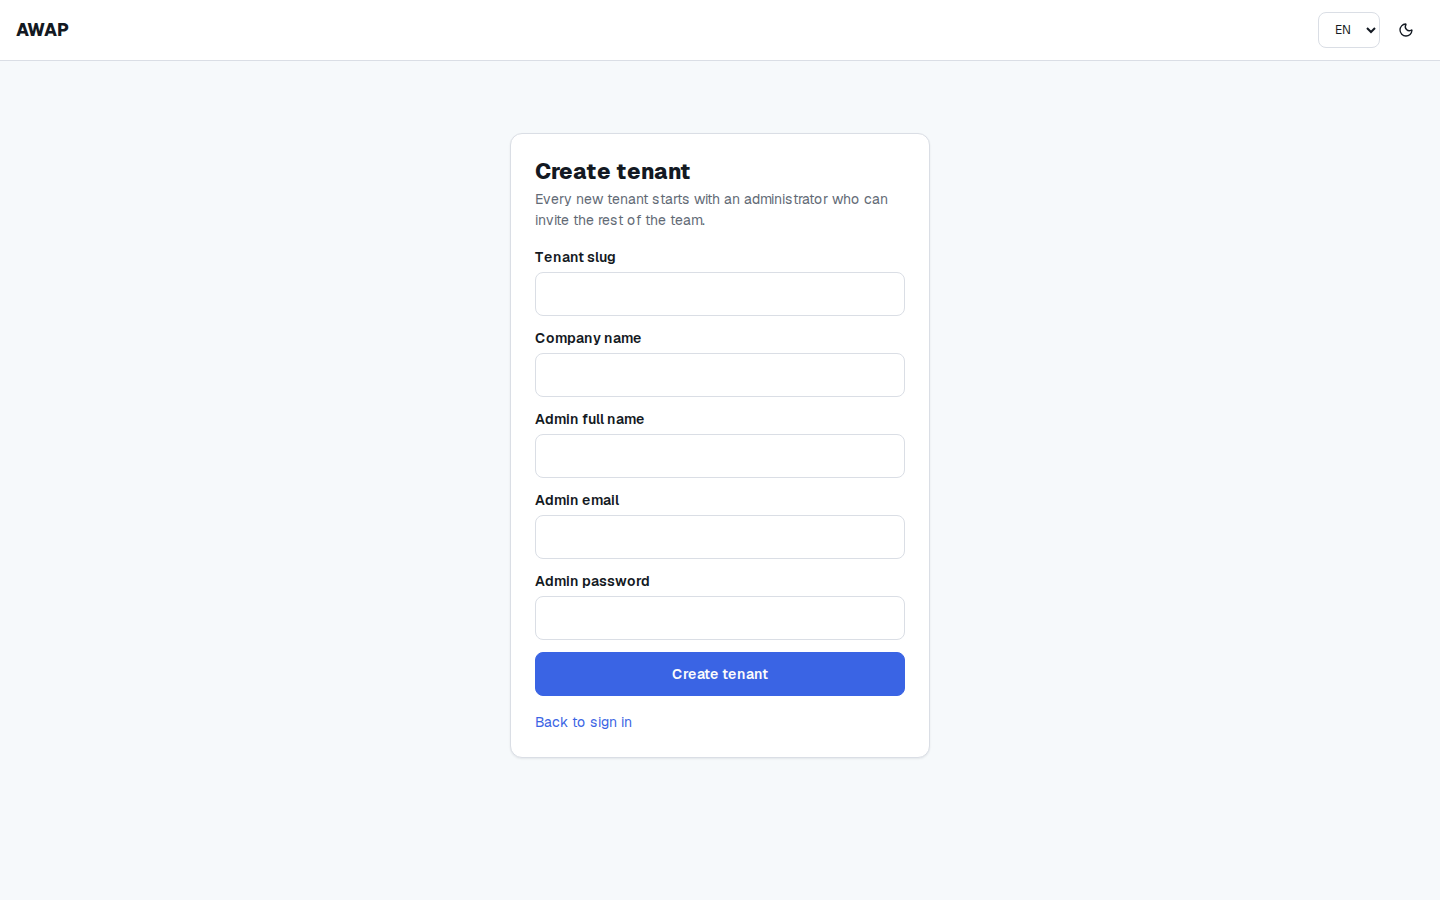 AWAP
EN
Create tenant
Every new tenant starts with an administrator who can
invite the rest of the team.
Tenant slug
Company name
Admin full name
Admin email
Admin password
Create tenant
Back to sign in